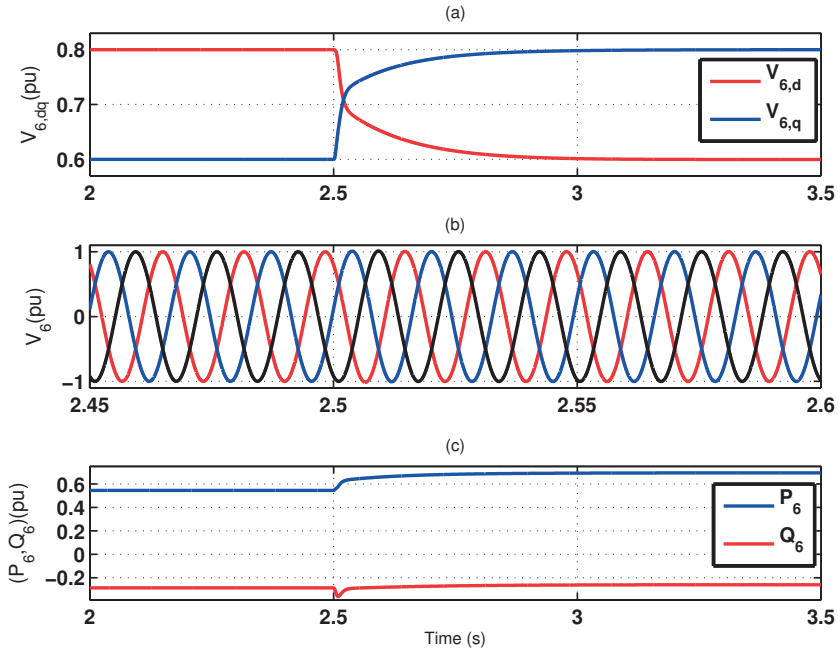 (a)
V6,dq(pu)
0.8
0.7
0.6
V6,d
V6,q
2
2.5
3
3.5
(b)
V6(pu)
1
0
−1
2.45
2.5
2.55
2.6
(c)
(P6,Q6)(pu)
0.6
0.4
0.2
0
−0.2
P6
Q6
2
2.5
3
3.5
Time (s)